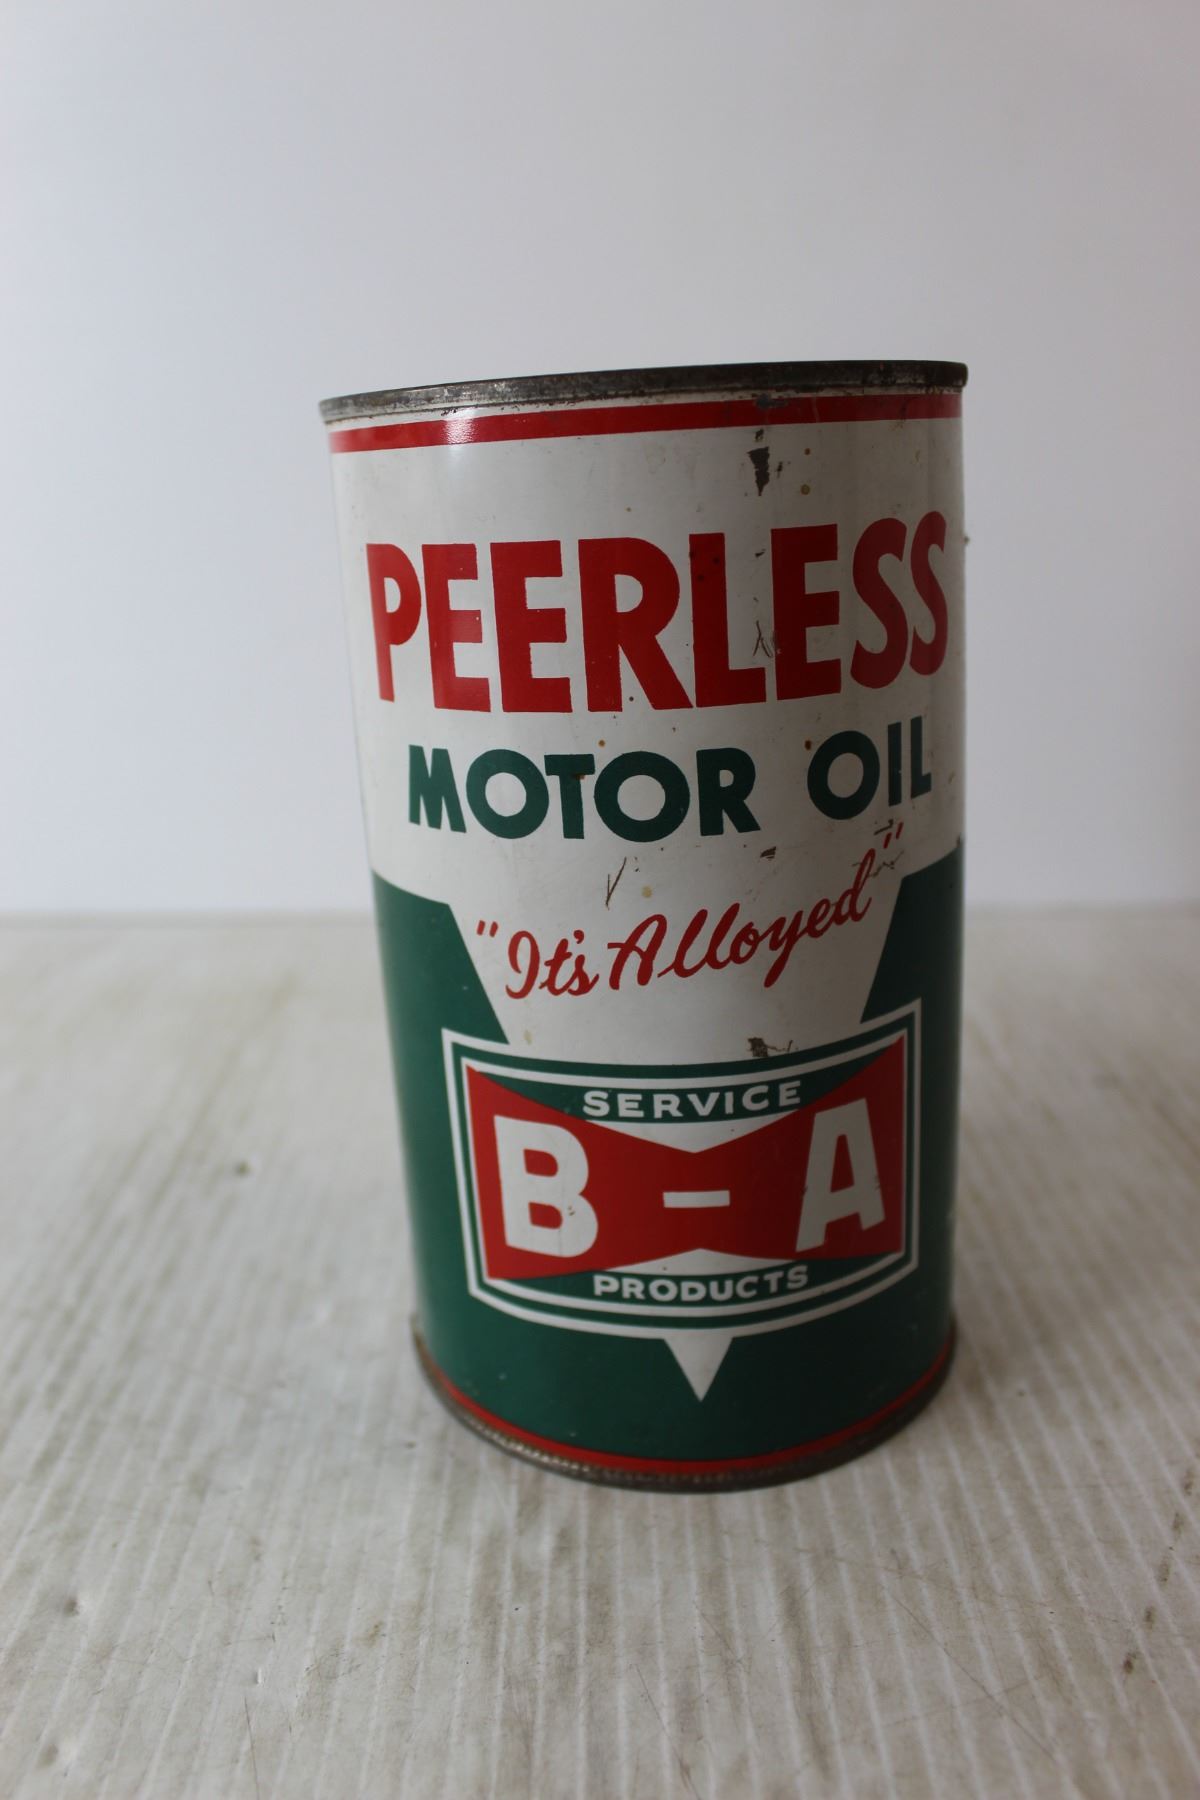 PEERLESS
MOTOR OIL
"It's Alloyed"
SERVICE
B-A
PRODUCTS